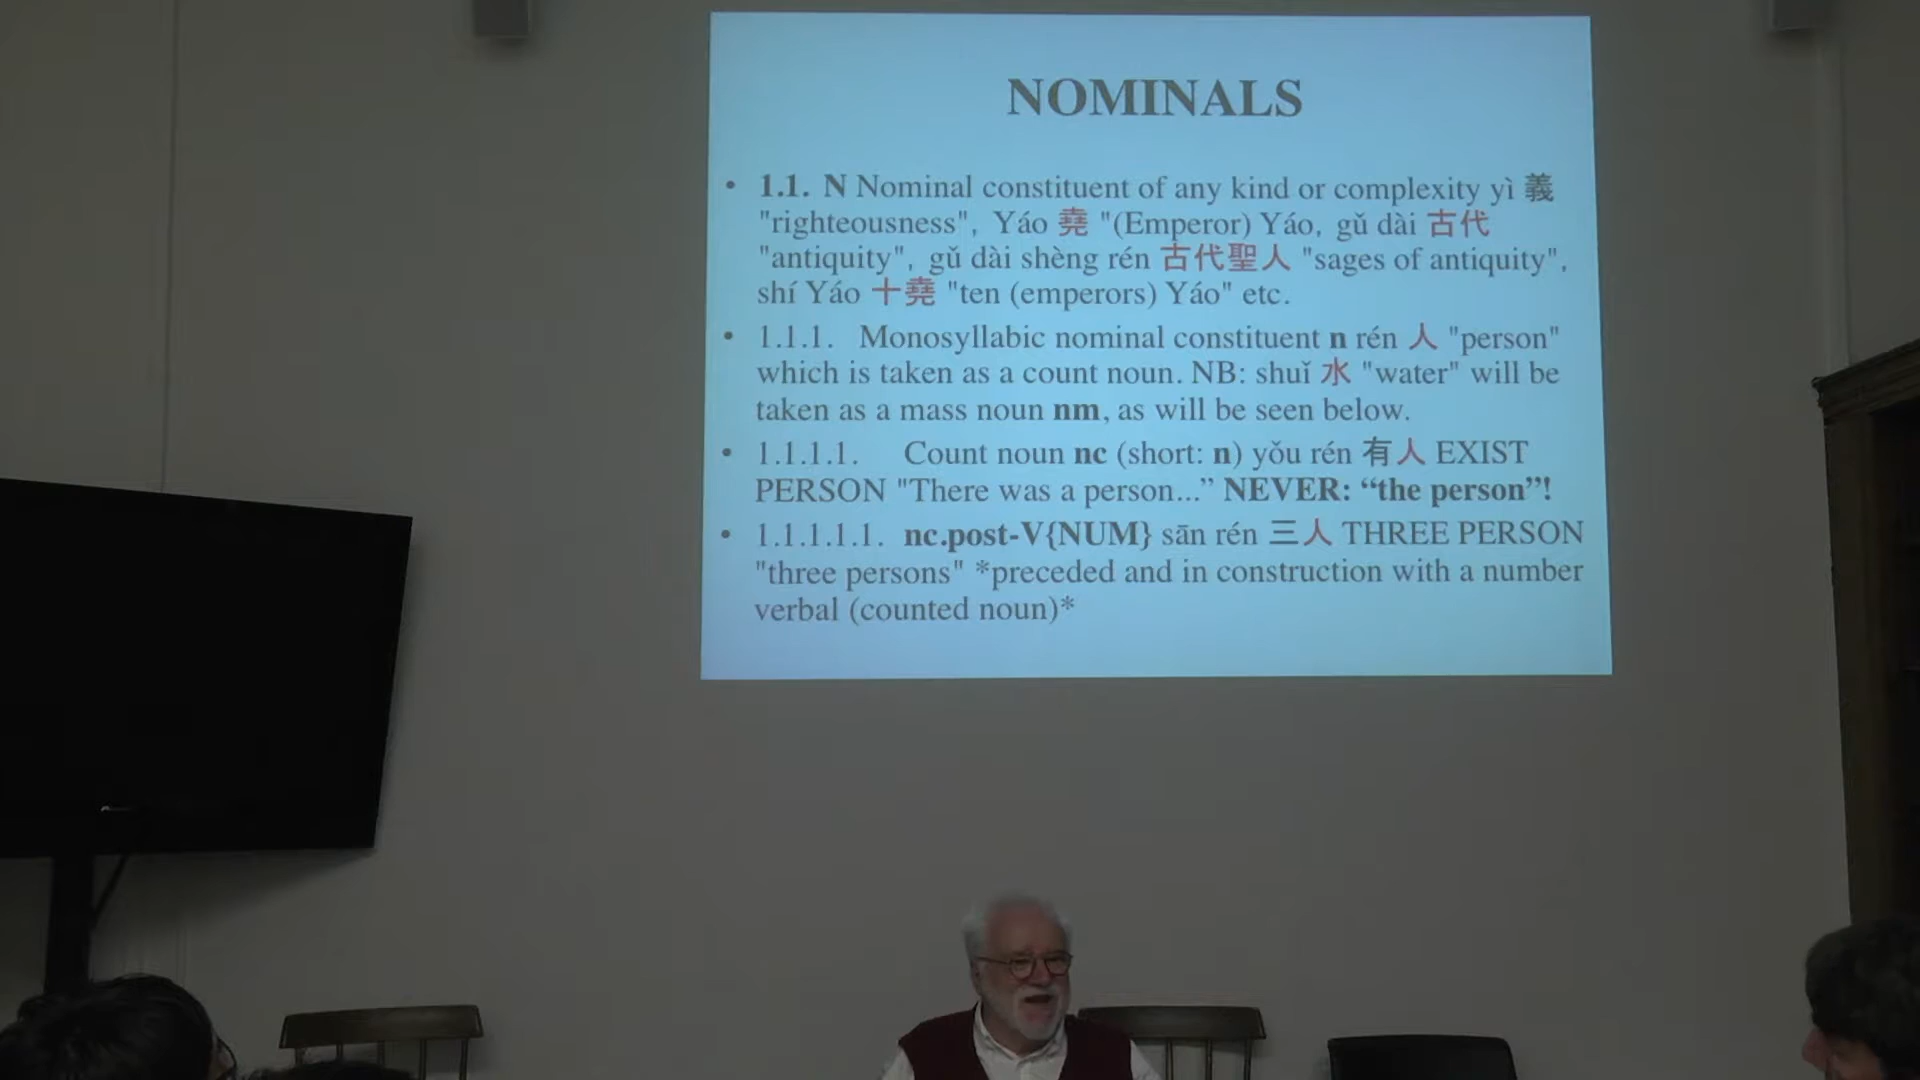 NOMINALS
• 1.1. N Nominal constituent of any kind or complexity yì 義
"righteousness", Yáo 堯 "(Emperor) Yáo, gǔ dài 古代
"antiquity", gǔ dài shèng rén 古代聖人 "sages of antiquity",
shí Yáo 十堯 "ten (emperors) Yáo" etc.
• 1.1.1. Monosyllabic nominal constituent n rén 人 "person"
which is taken as a count noun. NB: shuǐ 水 "water" will be
taken as a mass noun nm, as will be seen below.
• 1.1.1.1. Count noun nc (short: n) yǒu rén 有人 EXIST
PERSON "There was a person...” NEVER: “the person”!
• 1.1.1.1.1. nc.post-V{NUM} sān rén 三人 THREE PERSON
"three persons" *preceded and in construction with a number
verbal (counted noun)*